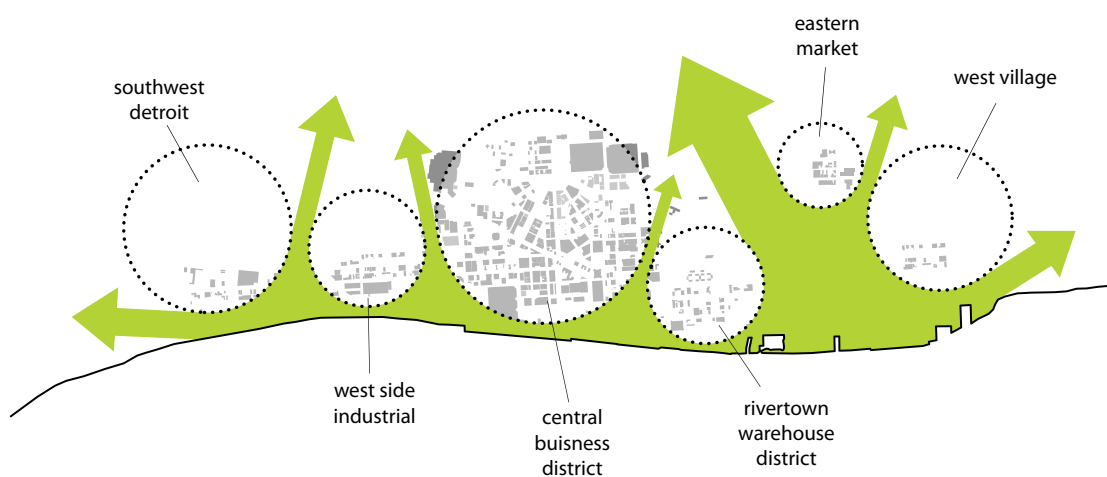 southwest
detroit
eastern
market
west village
west side
industrial
central
buisness
district
rivertown
warehouse
district